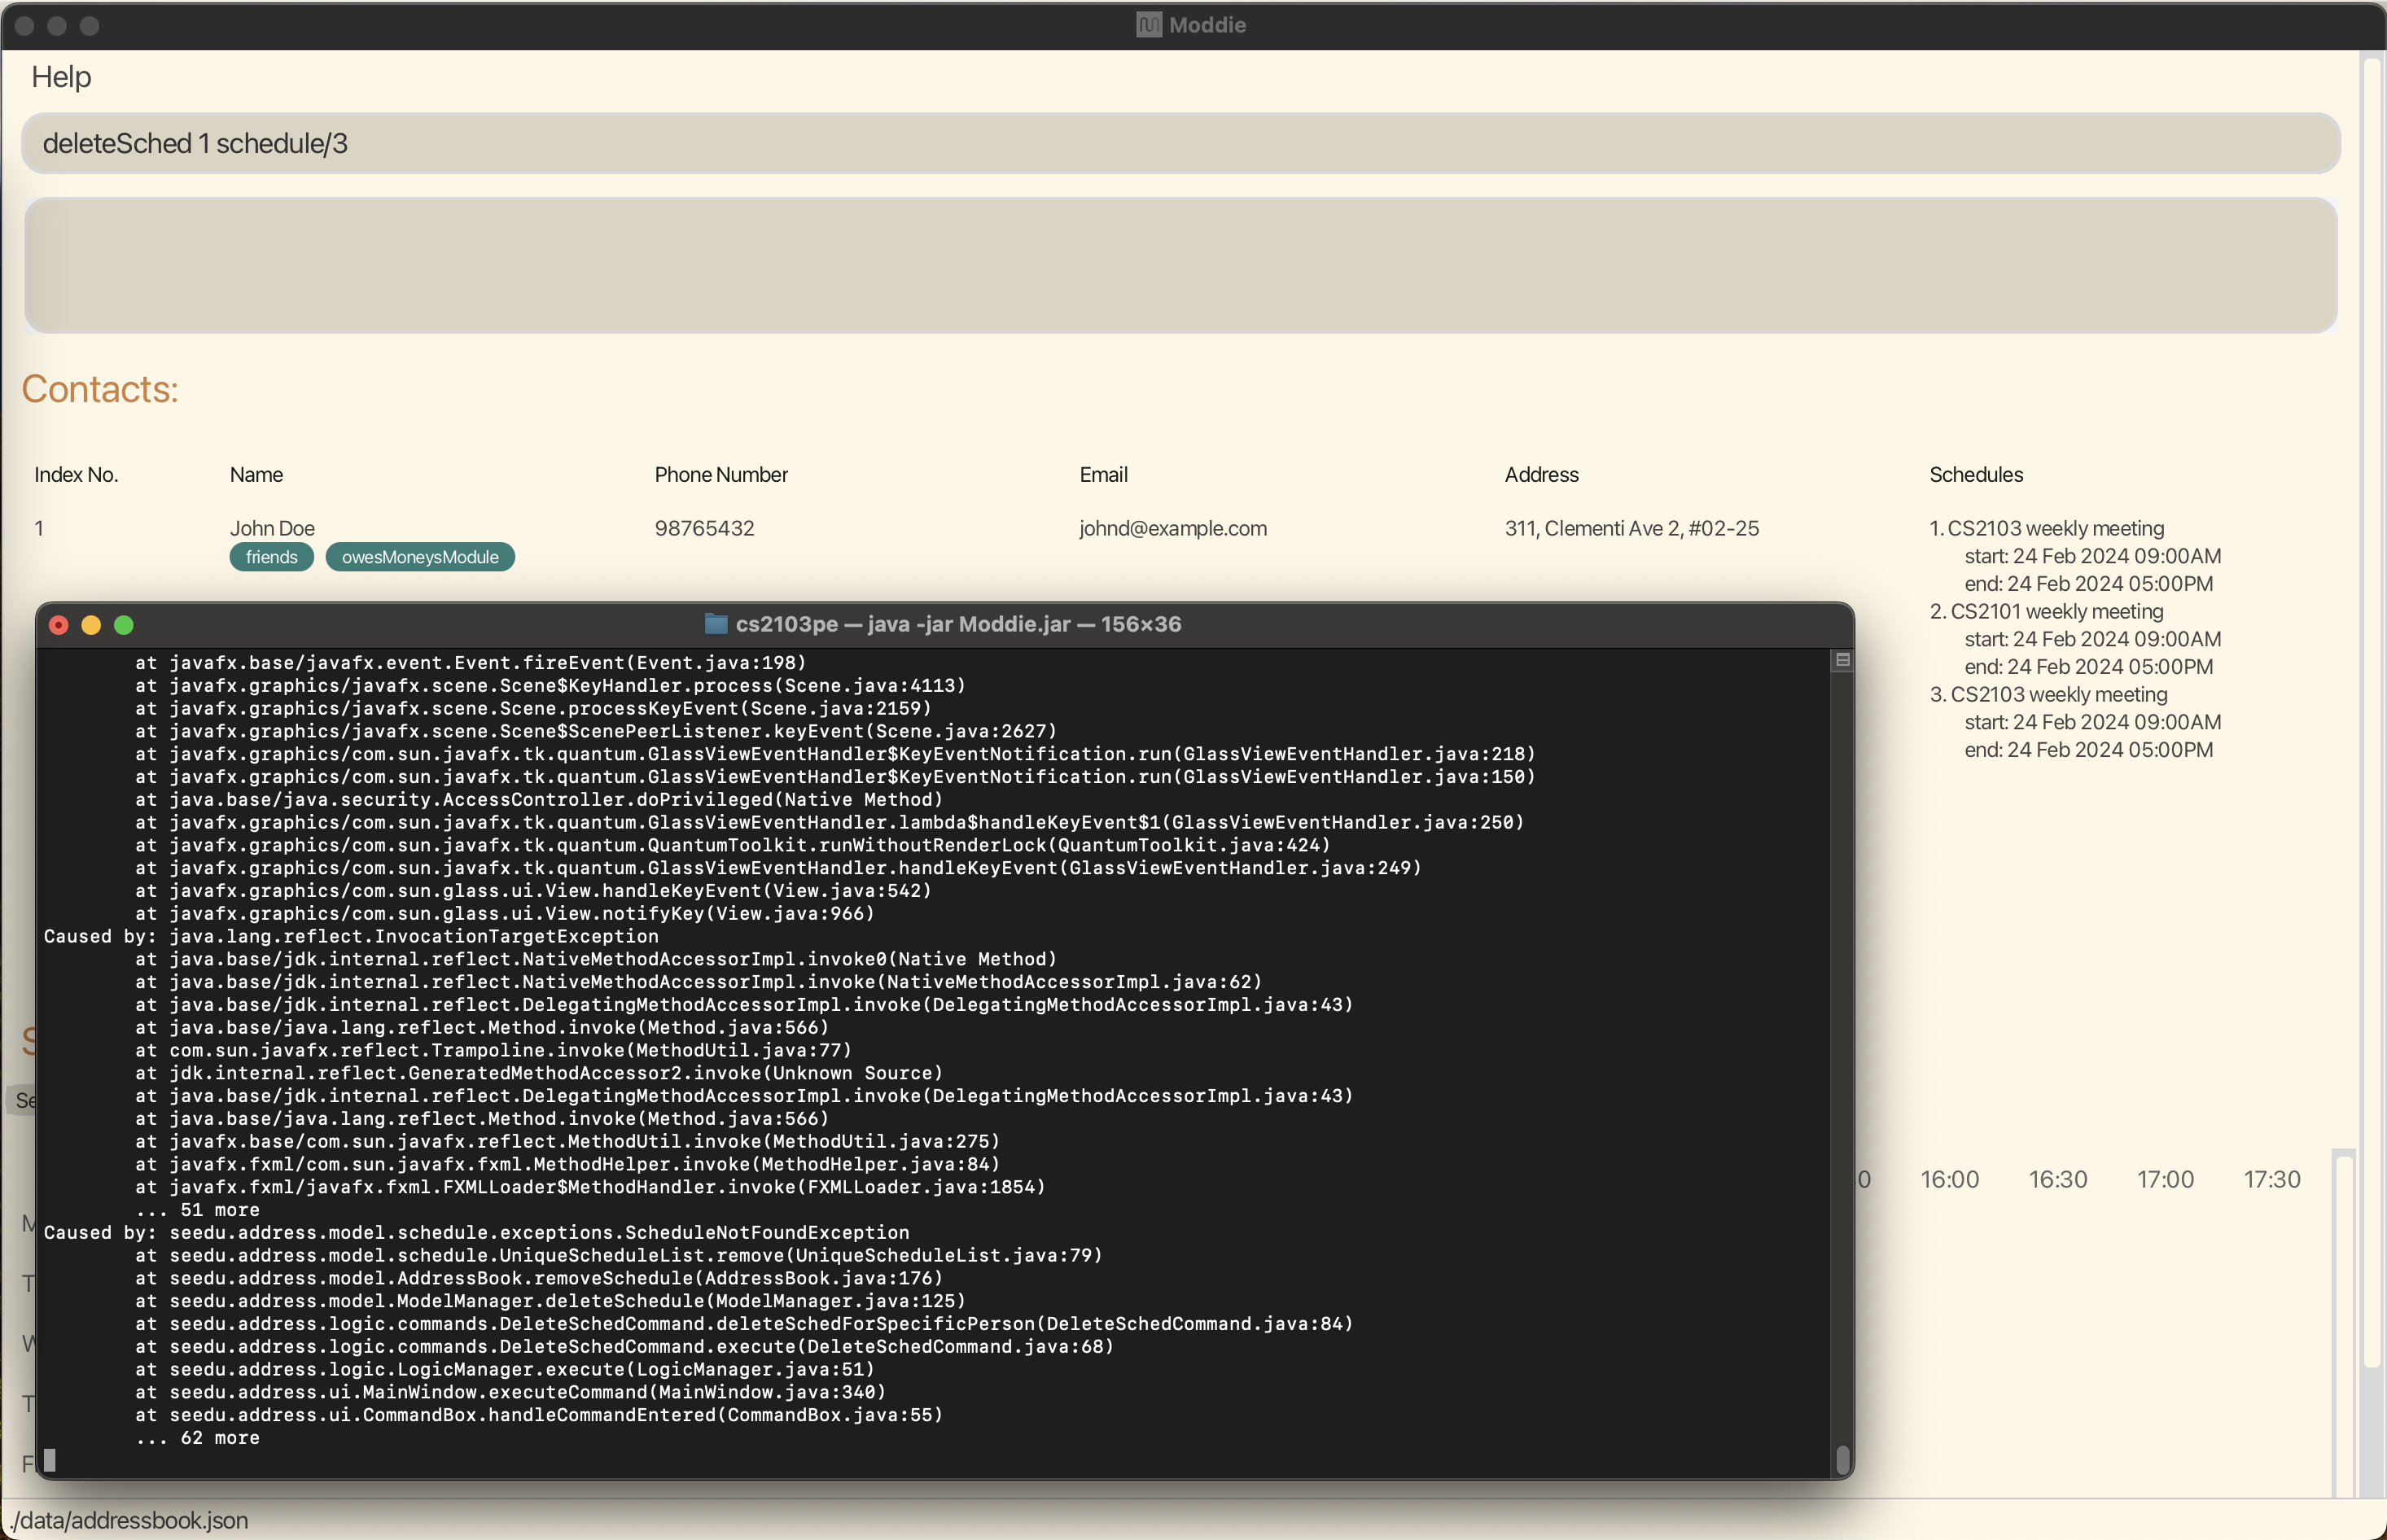 Moddie
Help
deleteSched 1 schedule/3
Contacts:
Index No. Name Phone Number Email Address Schedules
1 John Doe 98765432 johnd@example.com 311, Clementi Ave 2, #02-25 1. CS2103 weekly meeting
friends owesMoneysModule
start: 24 Feb 2024 09:00AM
end: 24 Feb 2024 05:00PM
2. CS2101 weekly meeting
start: 24 Feb 2024 09:00AM
end: 24 Feb 2024 05:00PM
3. CS2103 weekly meeting
start: 24 Feb 2024 09:00AM
end: 24 Feb 2024 05:00PM
cs2103pe — java -jar Moddie.jar — 156×36
at javafx.base/javafx.event.Event.fireEvent(Event.java:198)
at javafx.graphics/javafx.scene.Scene$KeyHandler.process(Scene.java:4113)
at javafx.graphics/javafx.scene.Scene.processKeyEvent(Scene.java:2159)
at javafx.graphics/javafx.scene.Scene$ScenePeerListener.keyEvent(Scene.java:2627)
at javafx.graphics/com.sun.javafx.tk.quantum.GlassViewEventHandler$KeyEventNotification.run(GlassViewEventHandler.java:218)
at javafx.graphics/com.sun.javafx.tk.quantum.GlassViewEventHandler$KeyEventNotification.run(GlassViewEventHandler.java:150)
at java.base/java.security.AccessController.doPrivileged(Native Method)
at javafx.graphics/com.sun.javafx.tk.quantum.GlassViewEventHandler.lambda$handleKeyEvent$1(GlassViewEventHandler.java:250)
at javafx.graphics/com.sun.javafx.tk.quantum.QuantumToolkit.runWithoutRenderLock(QuantumToolkit.java:424)
at javafx.graphics/com.sun.javafx.tk.quantum.GlassViewEventHandler.handleKeyEvent(GlassViewEventHandler.java:249)
at javafx.graphics/com.sun.glass.ui.View.handleKeyEvent(View.java:542)
at javafx.graphics/com.sun.glass.ui.View.notifyKey(View.java:966)
Caused by: java.lang.reflect.InvocationTargetException
at java.base/jdk.internal.reflect.NativeMethodAccessorImpl.invoke0(Native Method)
at java.base/jdk.internal.reflect.NativeMethodAccessorImpl.invoke(NativeMethodAccessorImpl.java:62)
at java.base/jdk.internal.reflect.DelegatingMethodAccessorImpl.invoke(DelegatingMethodAccessorImpl.java:43)
at java.base/java.lang.reflect.Method.invoke(Method.java:566)
at com.sun.javafx.reflect.Trampoline.invoke(MethodUtil.java:77)
at jdk.internal.reflect.GeneratedMethodAccessor2.invoke(Unknown Source)
at java.base/jdk.internal.reflect.DelegatingMethodAccessorImpl.invoke(DelegatingMethodAccessorImpl.java:43)
at java.base/java.lang.reflect.Method.invoke(Method.java:566)
at javafx.base/com.sun.javafx.reflect.MethodUtil.invoke(MethodUtil.java:275)
at javafx.fxml/com.sun.javafx.fxml.MethodHelper.invoke(MethodHelper.java:84)
at javafx.fxml/javafx.fxml.FXMLLoader$MethodHandler.invoke(FXMLLoader.java:1854)
... 51 more
Caused by: seedu.address.model.schedule.exceptions.ScheduleNotFoundException
at seedu.address.model.schedule.UniqueScheduleList.remove(UniqueScheduleList.java:79)
at seedu.address.model.AddressBook.removeSchedule(AddressBook.java:176)
at seedu.address.model.ModelManager.deleteSchedule(ModelManager.java:125)
at seedu.address.logic.commands.DeleteSchedCommand.deleteSchedForSpecificPerson(DeleteSchedCommand.java:84)
at seedu.address.logic.commands.DeleteSchedCommand.execute(DeleteSchedCommand.java:68)
at seedu.address.logic.LogicManager.execute(LogicManager.java:51)
at seedu.address.ui.MainWindow.executeCommand(MainWindow.java:340)
at seedu.address.ui.CommandBox.handleCommandEntered(CommandBox.java:55)
... 62 more
16:00 16:30 17:00 17:30
./data/addressbook.json